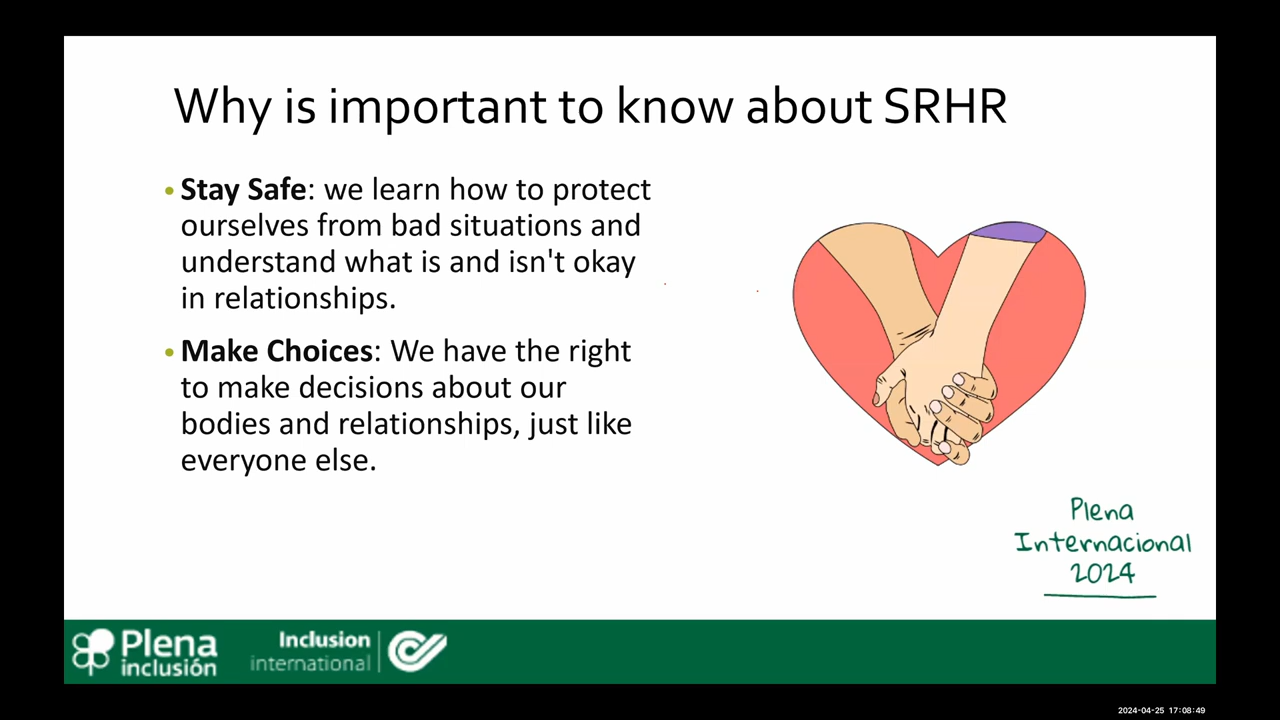 Why is important to know about SRHR
• Stay Safe: we learn how to protect
ourselves from bad situations and
understand what is and isn't okay
in relationships.
• Make Choices: We have the right
to make decisions about our
bodies and relationships, just like
everyone else.
Plena
Internacional
2024
Plena
inclusión
Inclusion
international
2024-04-25 17:08:49